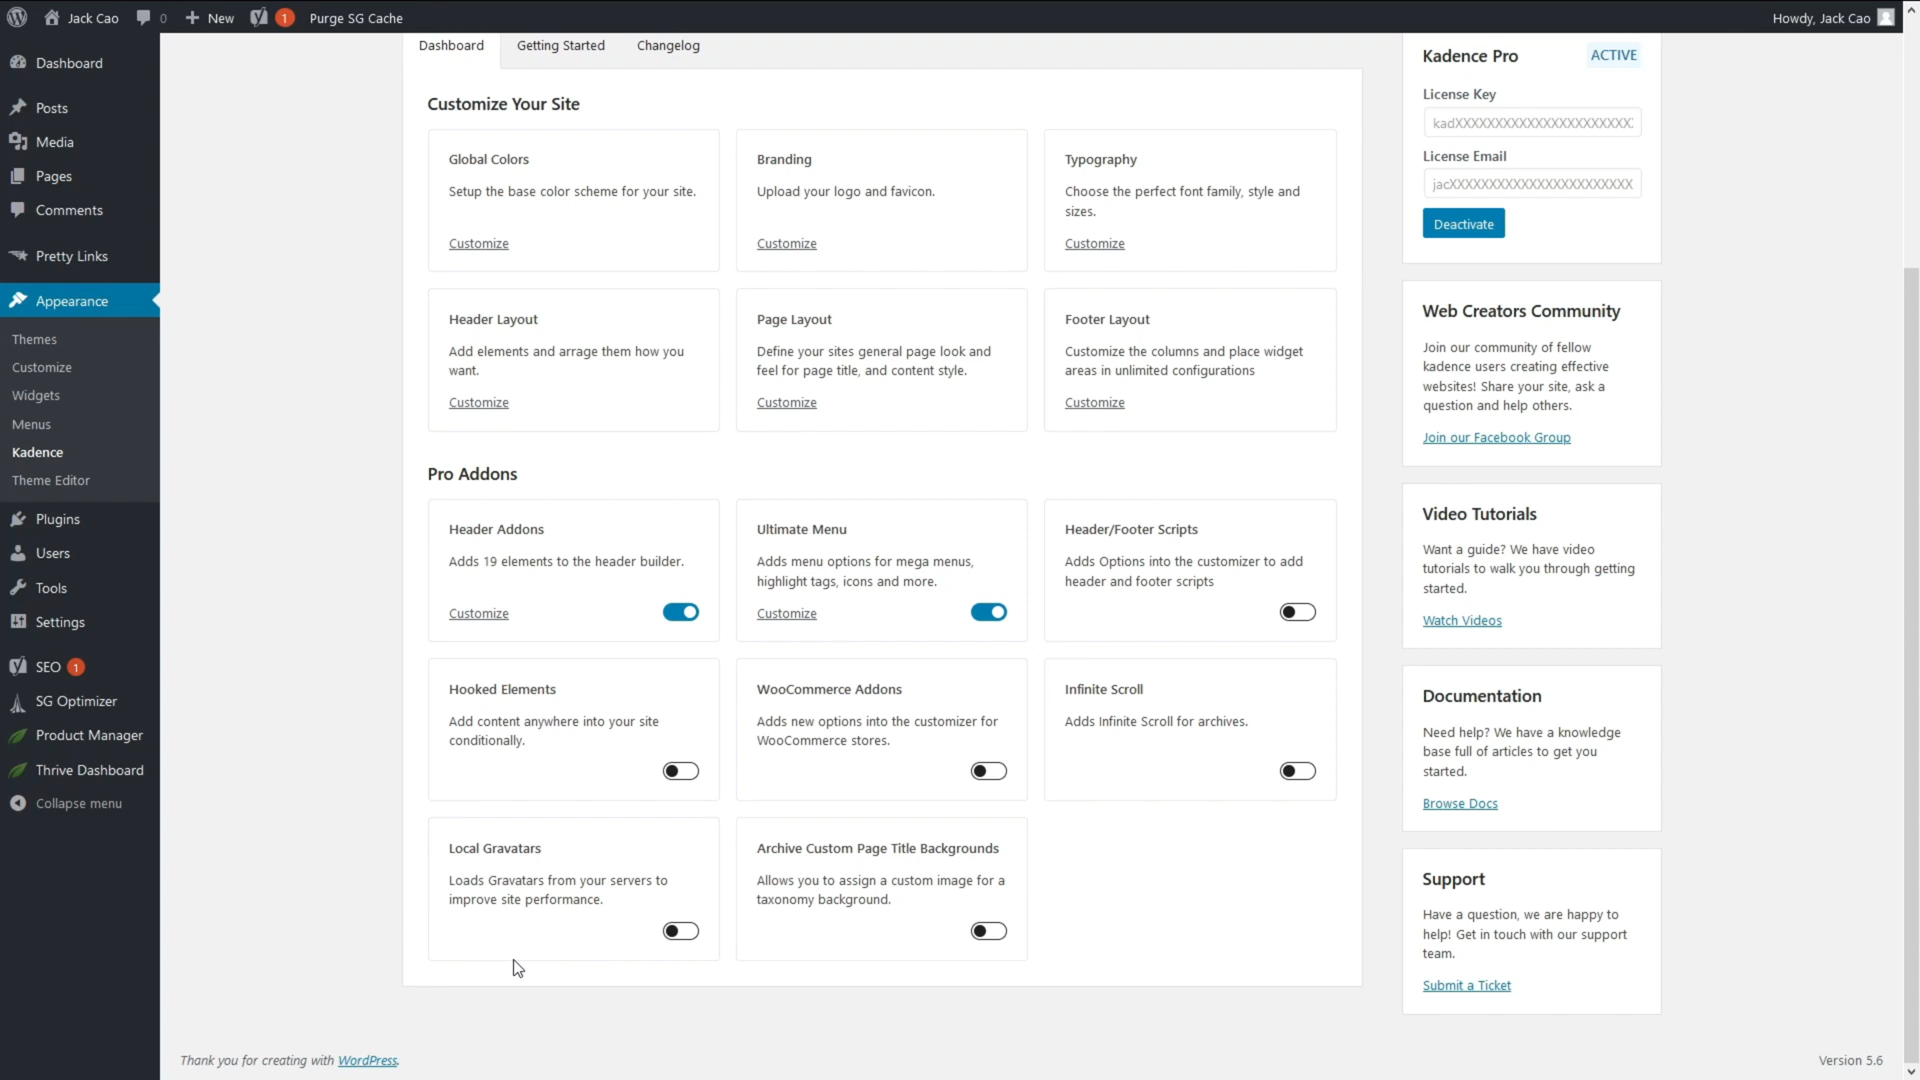 Jack Cao 0 New 1 Purge SG Cache Howdy, Jack Cao
Dashboard
Posts
Media
Pages
Comments
Pretty Links
Appearance
Themes
Customize
Widgets
Menus
Kadence
Theme Editor
Plugins
Users
Tools
Settings
SEO 1
SG Optimizer
Product Manager
Thrive Dashboard
Collapse menu
Dashboard Getting Started Changelog
Customize Your Site
Global Colors
Setup the base color scheme for your site.
Customize
Branding
Upload your logo and favicon.
Customize
Typography
Choose the perfect font family, style and
sizes.
Customize
Header Layout
Add elements and arrage them how you
want.
Customize
Page Layout
Define your sites general page look and
feel for page title, and content style.
Customize
Footer Layout
Customize the columns and place widget
areas in unlimited configurations
Customize
Pro Addons
Header Addons
Adds 19 elements to the header builder.
Customize
Ultimate Menu
Adds menu options for mega menus,
highlight tags, icons and more.
Customize
Header/Footer Scripts
Adds Options into the customizer to add
header and footer scripts
Hooked Elements
Add content anywhere into your site
conditionally.
WooCommerce Addons
Adds new options into the customizer for
WooCommerce stores.
Infinite Scroll
Adds Infinite Scroll for archives.
Local Gravatars
Loads Gravatars from your servers to
improve site performance.
Archive Custom Page Title Backgrounds
Allows you to assign a custom image for a
taxonomy background.
Kadence Pro ACTIVE
License Key
kadXXXXXXXXXXXXXXXXXXXXXX
License Email
jacXXXXXXXXXXXXXXXXXXXXXX
Deactivate
Web Creators Community
Join our community of fellow
kadence users creating effective
websites! Share your site, ask a
question and help others.
Join our Facebook Group
Video Tutorials
Want a guide? We have video
tutorials to walk you through getting
started.
Watch Videos
Documentation
Need help? We have a knowledge
base full of articles to get you
started.
Browse Docs
Support
Have a question, we are happy to
help! Get in touch with our support
team.
Submit a Ticket
Thank you for creating with WordPress.
Version 5.6